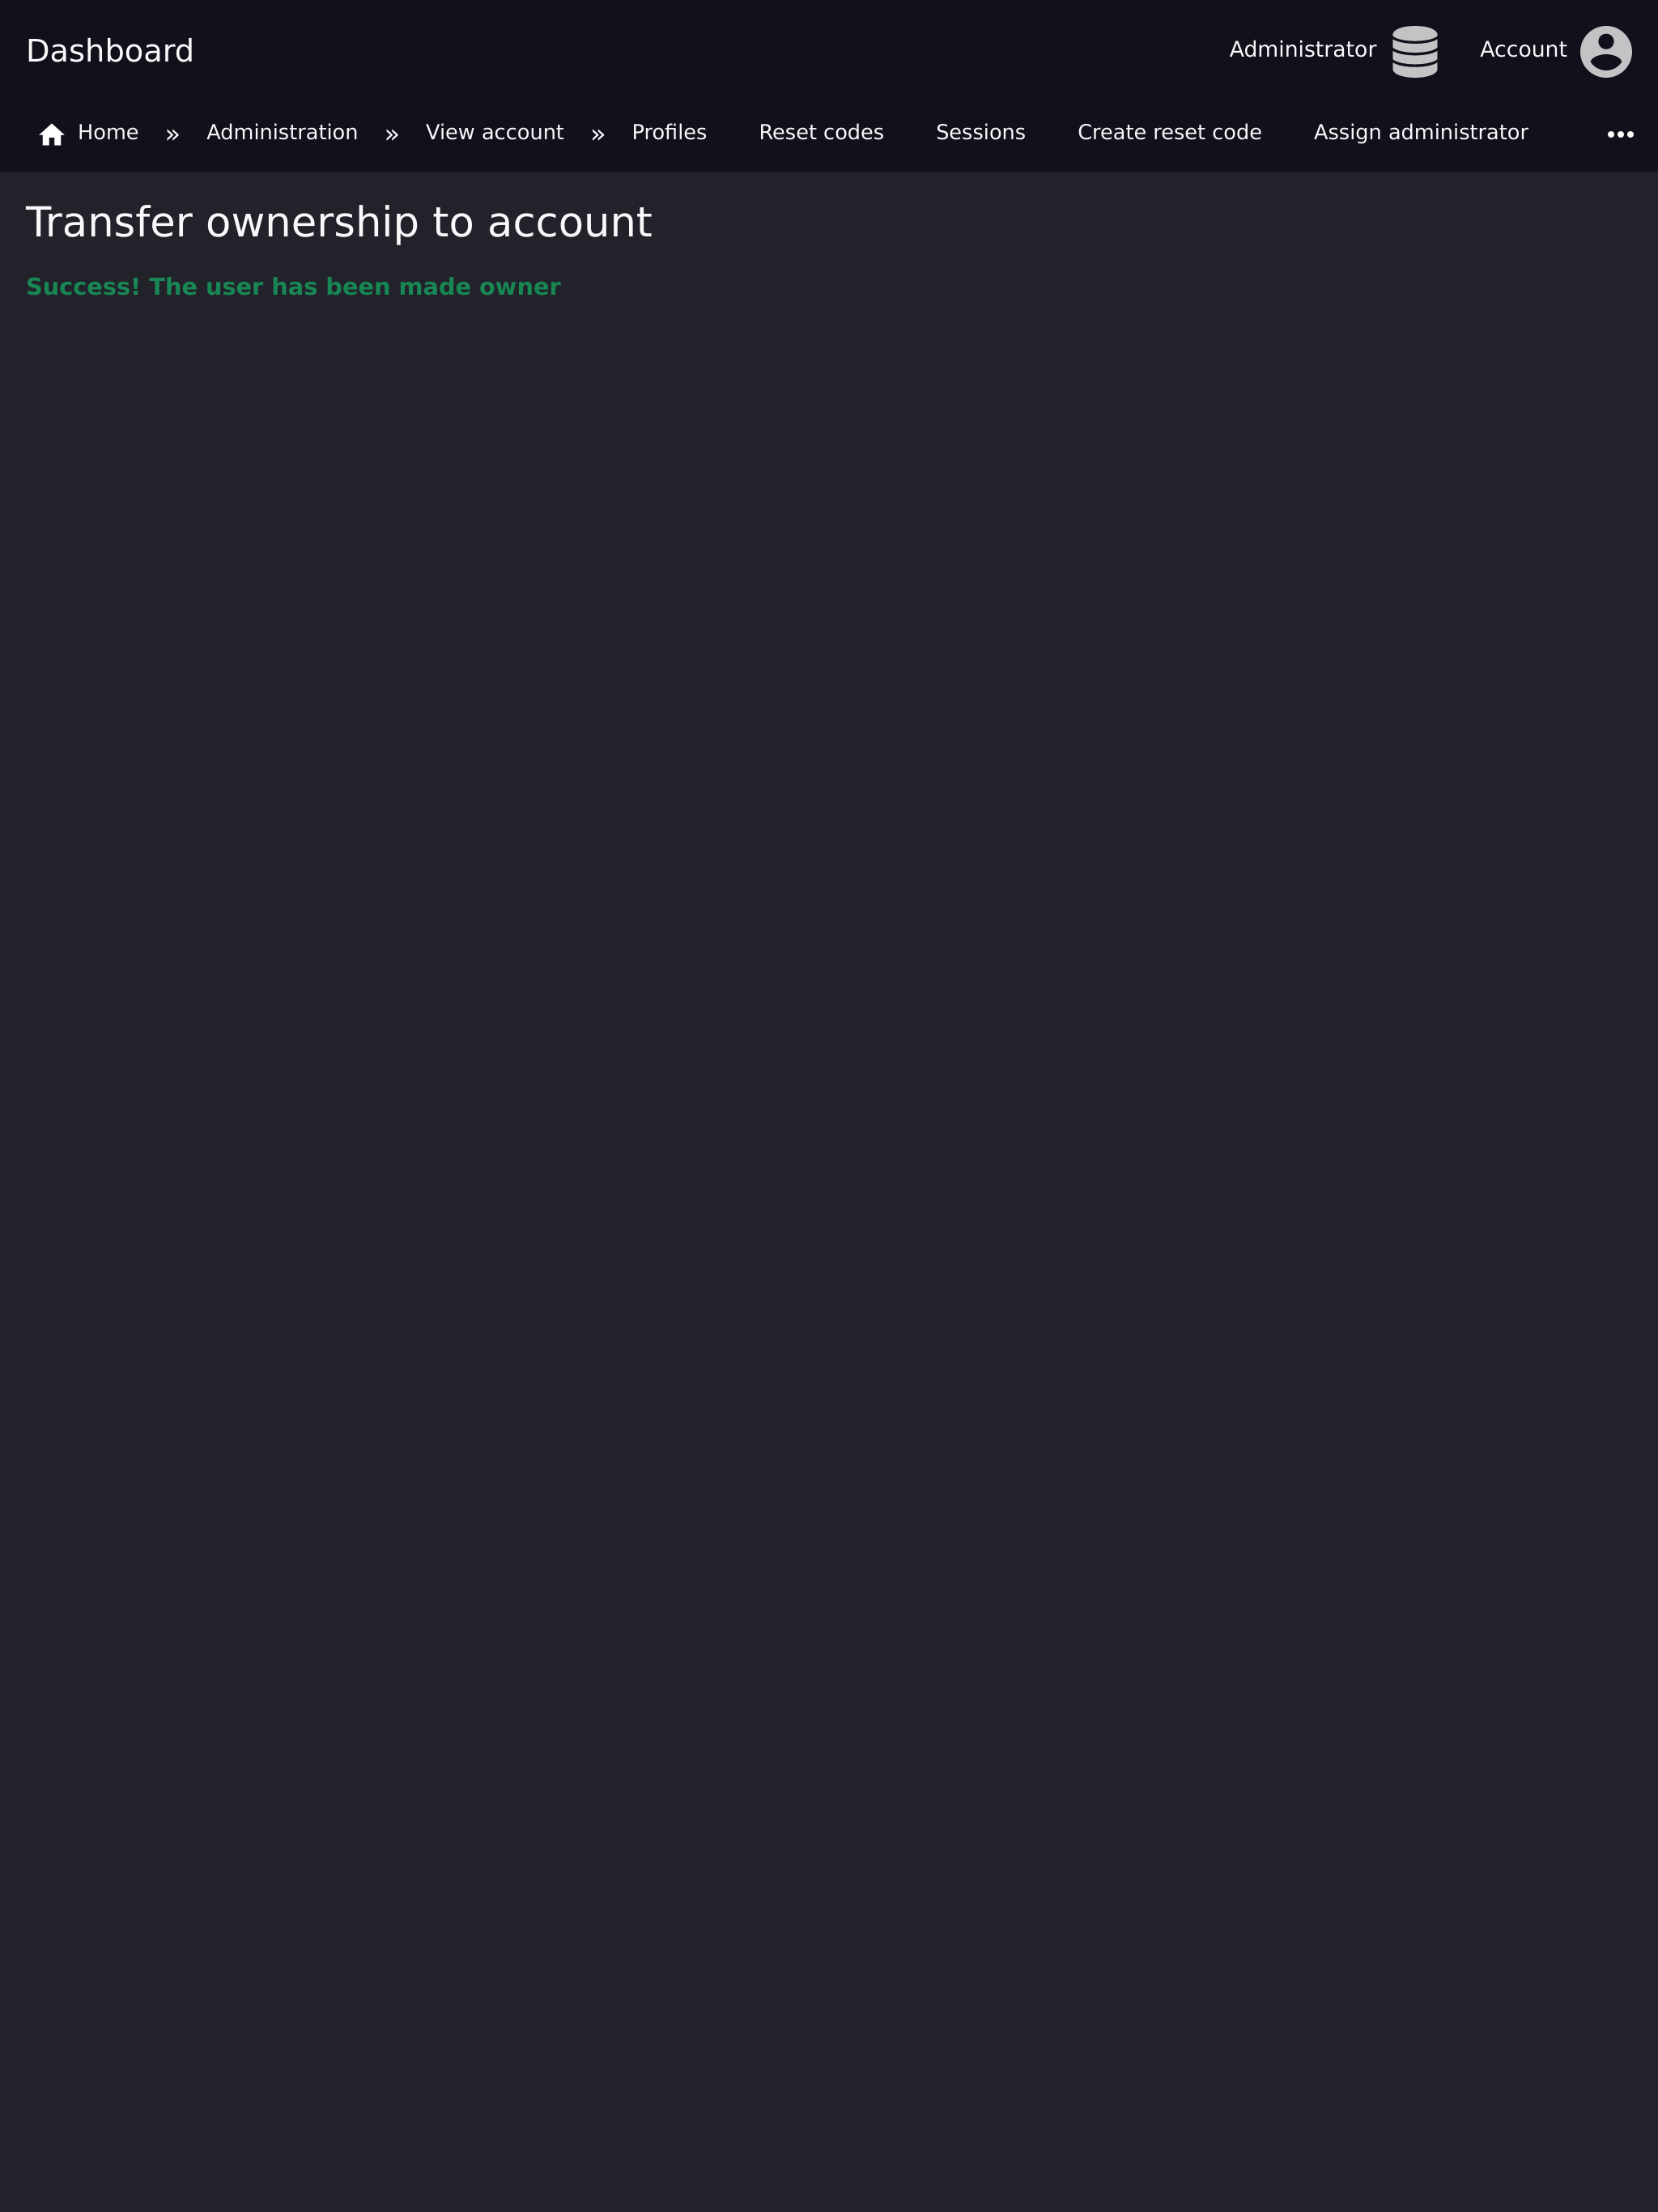 Dashboard
Administrator
Account
Home » Administration » View account » Profiles Reset codes Sessions Create reset code Assign administrator
Transfer ownership to account
Success! The user has been made owner